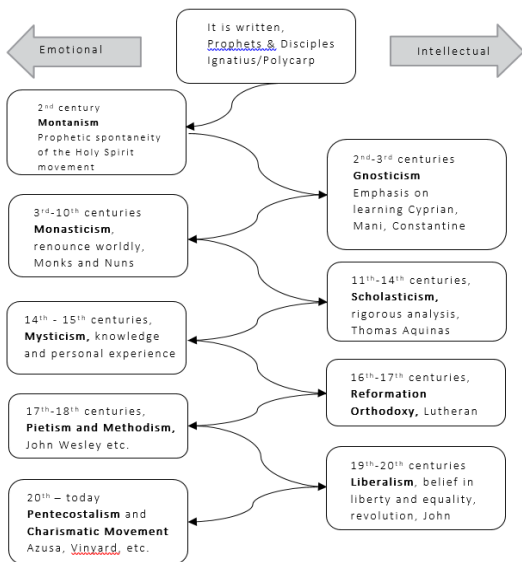 Emotional
It is written,
Prophets & Disciples
Ignatius/Polycarp
Intellectual
2nd century
Montanism
Prophetic spontaneity
of the Holy Spirit
movement
2nd-3rd centuries
Gnosticism
Emphasis on
learning Cyprian,
Mani, Constantine
3rd-10th centuries
Monasticism,
renounce worldly,
Monks and Nuns
11th-14th centuries,
Scholasticism,
rigorous analysis,
Thomas Aquinas
14th - 15th centuries,
Mysticism, knowledge
and personal experience
16th-17th centuries,
Reformation
Orthodoxy, Lutheran
17th-18th centuries,
Pietism and Methodism,
John Wesley etc.
19th-20th centuries
Liberalism, belief in
liberty and equality,
revolution, John
20th – today
Pentecostalism and
Charismatic Movement
Azusa, Vinyard, etc.